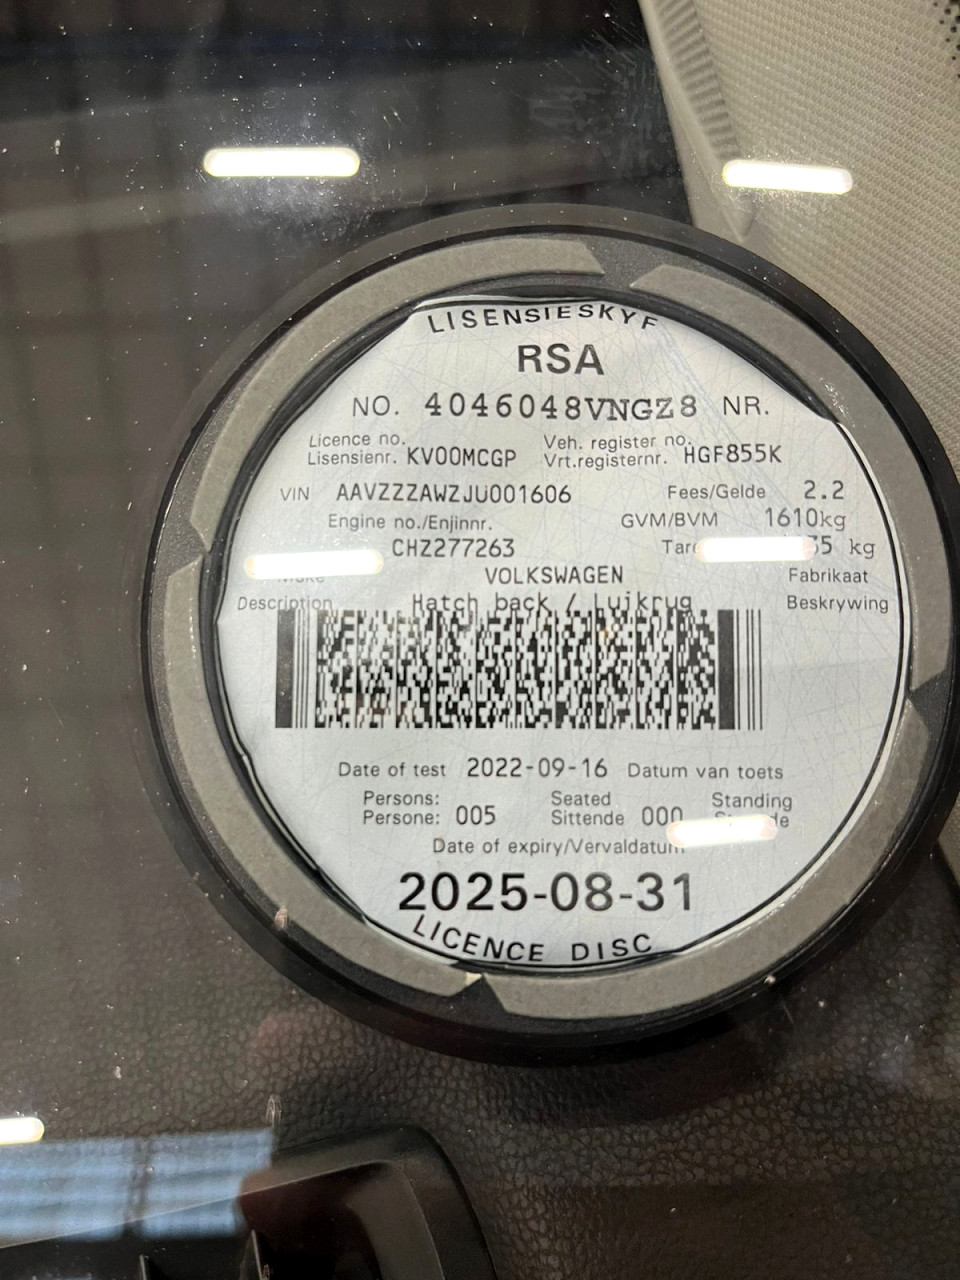 LISENSIESKYF
RSA
NO. 4046048VNGZ8 NR.
Licence no. Veh. register no.
Lisensienr. KV00MCGP Vrt.registernr. HGF855K
VIN AAVZZZAWZJU001606 Fees/Gelde 2.2
Engine no./Enjinnr. GVM/BVM 1610kg
CHZ277263 kg
VOLKSWAGEN Fabrikaat
Description Hatch back / Luikrug Beskrywing
Date of test 2022-09-16 Datum van toets
Persons: Seated Standing
Persone: 005 Sittende 000
Date of expiry/Vervaldatum
2025-08-31
LICENCE DISC